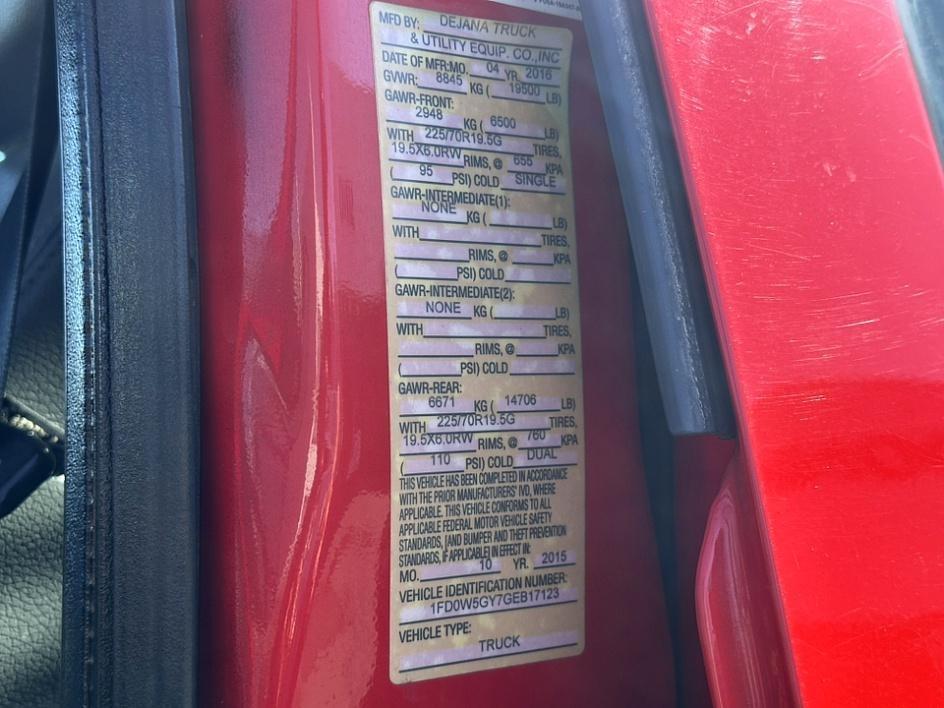 MFD BY: DEJANA TRUCK
& UTILITY EQUIP. CO.,INC
DATE OF MFR:MO. 04 YR. 2016
GVWR: 8845 KG ( 19500 LB)
GAWR-FRONT:
2948 KG ( 6500 LB)
WITH 225/70R19.5G TIRES,
19.5X6.0RW RIMS, @ 655 KPA
( 95 PSI) COLD SINGLE
GAWR-INTERMEDIATE(1):
NONE KG ( LB)
WITH TIRES,
RIMS, @ KPA
( PSI) COLD
GAWR-INTERMEDIATE(2):
NONE KG ( LB)
WITH TIRES,
RIMS, @ KPA
( PSI) COLD
GAWR-REAR:
6671 KG ( 14706 LB)
WITH 225/70R19.5G TIRES,
19.5X6.0RW RIMS, @ 760 KPA
( 110 PSI) COLD DUAL
THIS VEHICLE HAS BEEN COMPLETED IN ACCORDANCE
WITH THE PRIOR MANUFACTURERS' IVD, WHERE
APPLICABLE. THIS VEHICLE CONFORMS TO ALL
APPLICABLE FEDERAL MOTOR VEHICLE SAFETY
STANDARDS, [AND BUMPER AND THEFT PREVENTION
STANDARDS, IF APPLICABLE] IN EFFECT IN:
MO. 10 YR. 2015
VEHICLE IDENTIFICATION NUMBER:
1FD0W5GY7GEB17123
VEHICLE TYPE:
TRUCK